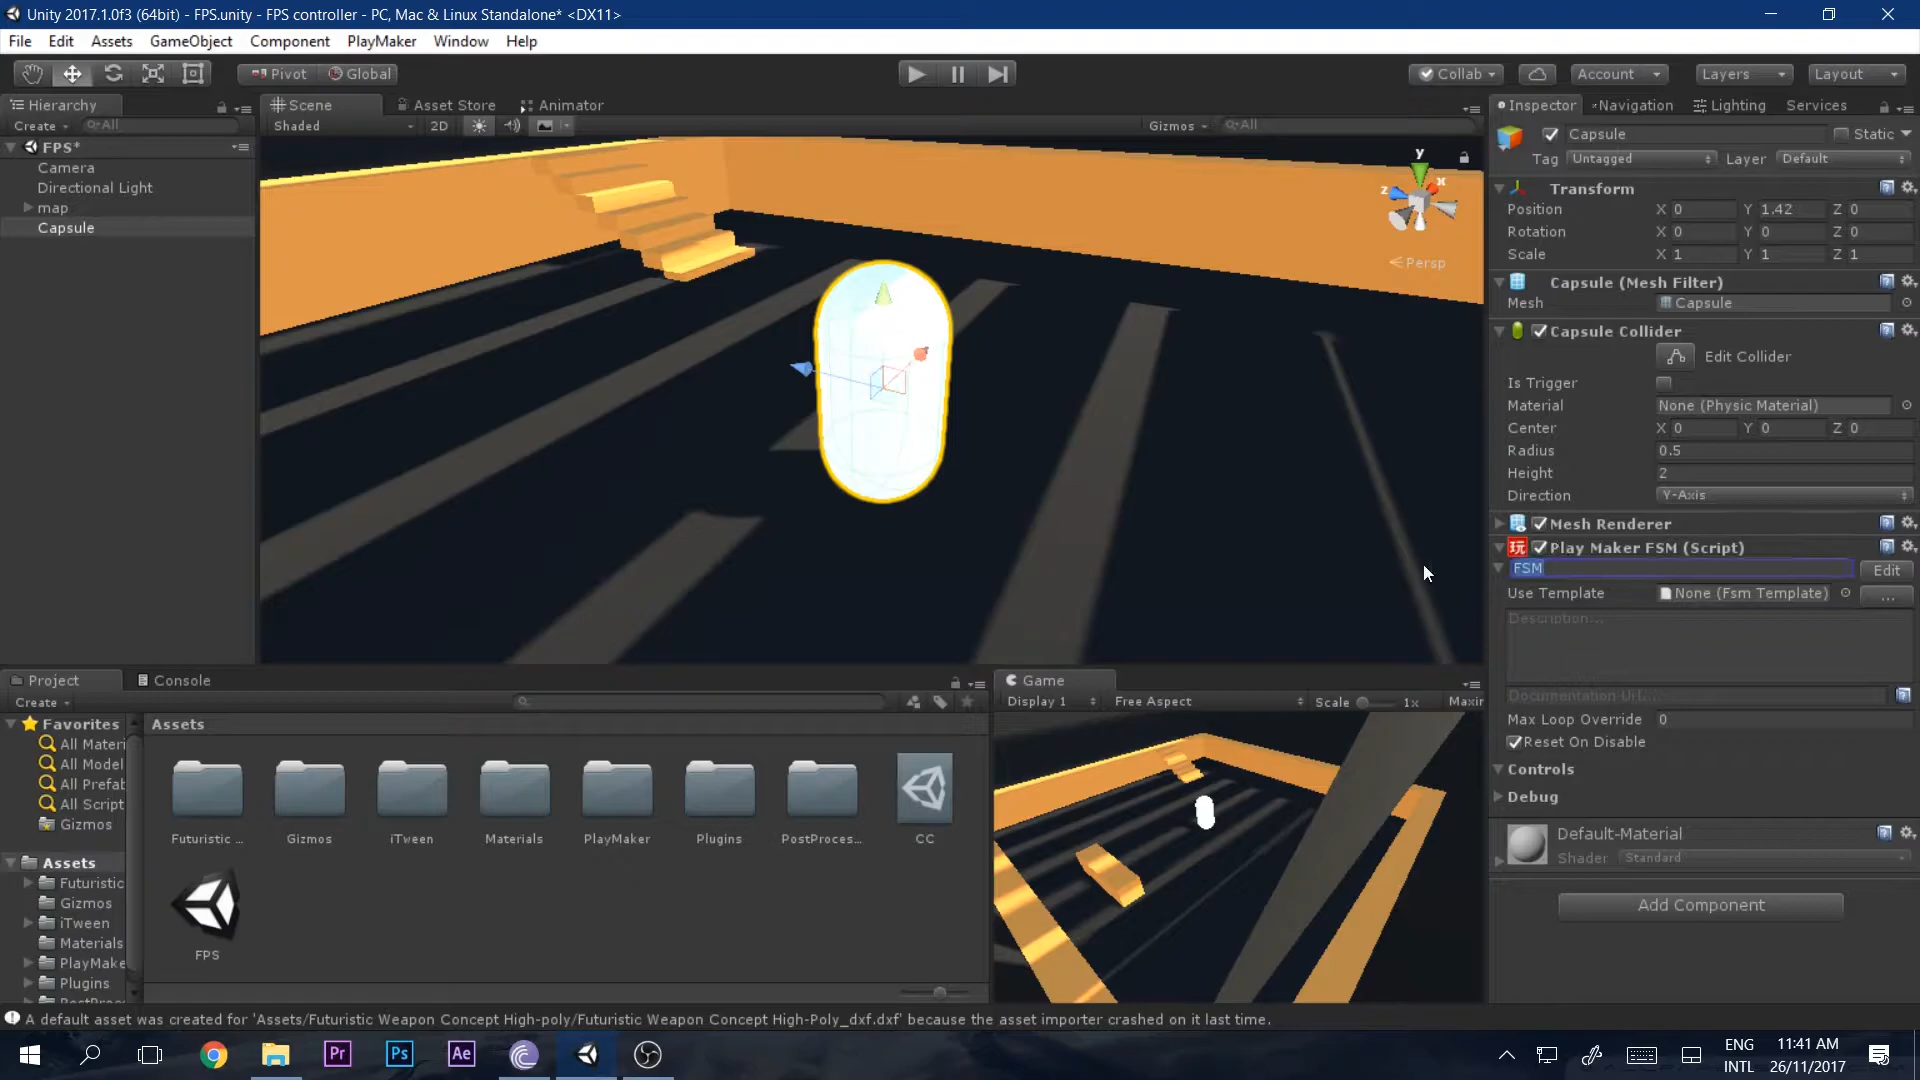 Unity 2017.1.0f3 (64bit) - FPS.unity - FPS controller - PC, Mac & Linux Standalone* <DX11>
File Edit Assets GameObject Component PlayMaker Window Help
Pivot Global Collab Account Layers Layout
Hierarchy
Create All
FPS*
Camera
Directional Light
map
Capsule
Scene Asset Store Animator
Shaded 2D Gizmos All
y
x
z
Persp
Inspector Navigation Lighting Services
Capsule Static
Tag Untagged Layer Default
Transform
Position X 0 Y 1.42 Z 0
Rotation X 0 Y 0 Z 0
Scale X 1 Y 1 Z 1
Capsule (Mesh Filter)
Mesh Capsule
Capsule Collider
Edit Collider
Is Trigger
Material None (Physic Material)
Center X 0 Y 0 Z 0
Radius 0.5
Height 2
Direction Y-Axis
Mesh Renderer
玩 Play Maker FSM (Script)
FSM Edit
Use Template None (Fsm Template) ...
Description...
Documentation Url...
Max Loop Override 0
Reset On Disable
Controls
Debug
Default-Material
Shader Standard
Add Component
Project Console
Create
Favorites
All Materi
All Model
All Prefab
All Script
Gizmos
Assets
Futuristic
Gizmos
iTween
Materials
PlayMake
Plugins
PostProces
Assets
Futuristic ... Gizmos iTween Materials PlayMaker Plugins PostProces... CC
FPS
Game
Display 1 Free Aspect Scale 1x Maxir
A default asset was created for 'Assets/Futuristic Weapon Concept High-poly/Futuristic Weapon Concept High-Poly_dxf.dxf' because the asset importer crashed on it last time.
Pr Ps Ae
ENG
INTL
11:41 AM
26/11/2017